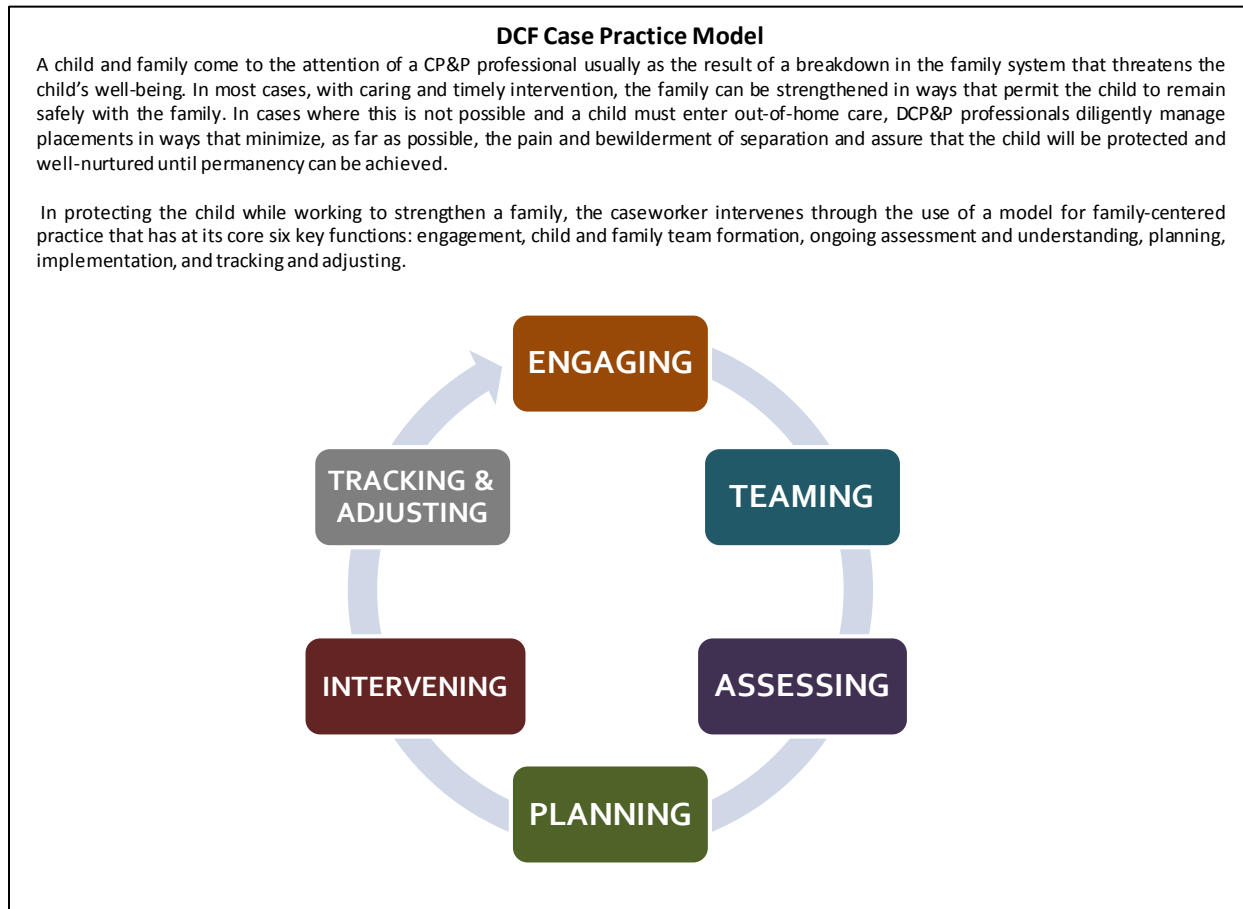 DCF Case Practice Model
A child and family come to the attention of a CP&P professional usually as the result of a breakdown in the family system that threatens the
child's well-being. In most cases, with caring and timely intervention, the family can be strengthened in ways that permit the child to remain
safely with the family. In cases where this is not possible and a child must enter out-of-home care, DCP&P professionals diligently manage
placements in ways that minimize, as far as possible, the pain and bewilderment of separation and assure that the child will be protected and
well-nurtured until permanency can be achieved.
In protecting the child while working to strengthen a family, the caseworker intervenes through the use of a model for family-centered
practice that has at its core six key functions: engagement, child and family team formation, ongoing assessment and understanding, planning,
implementation, and tracking and adjusting.
ENGAGING
TEAMING
ASSESSING
PLANNING
INTERVENING
TRACKING &
ADJUSTING